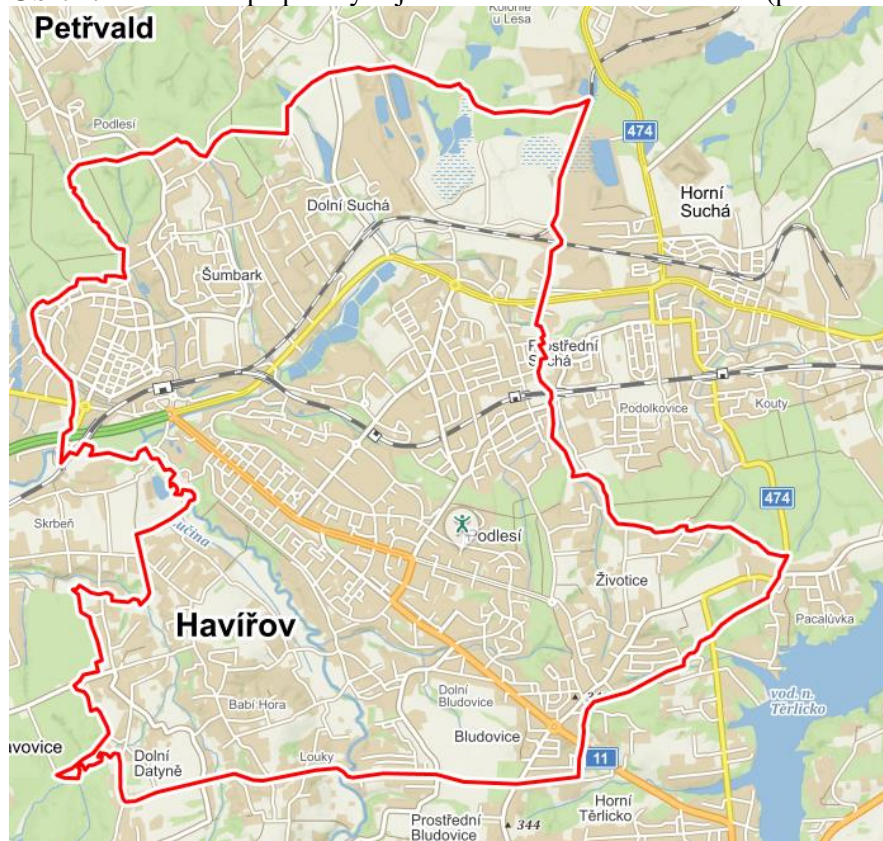 Petřvald
Kolonie
u Lesa
Podlesí
474
Dolní Suchá
Horní
Suchá
Šumbark
Prostřední
Suchá
Podolkovice
Kouty
474
Skrbeň
Lučina
Podlesí
Životice
Havířov
Pacalůvka
vod. n.
Těrlicko
Dolní
Bludovice
Babí Hora
Bludovice
avovice
Dolní
Datyně
Louky
11
Horní
Těrlicko
Prostřední
Bludovice
344